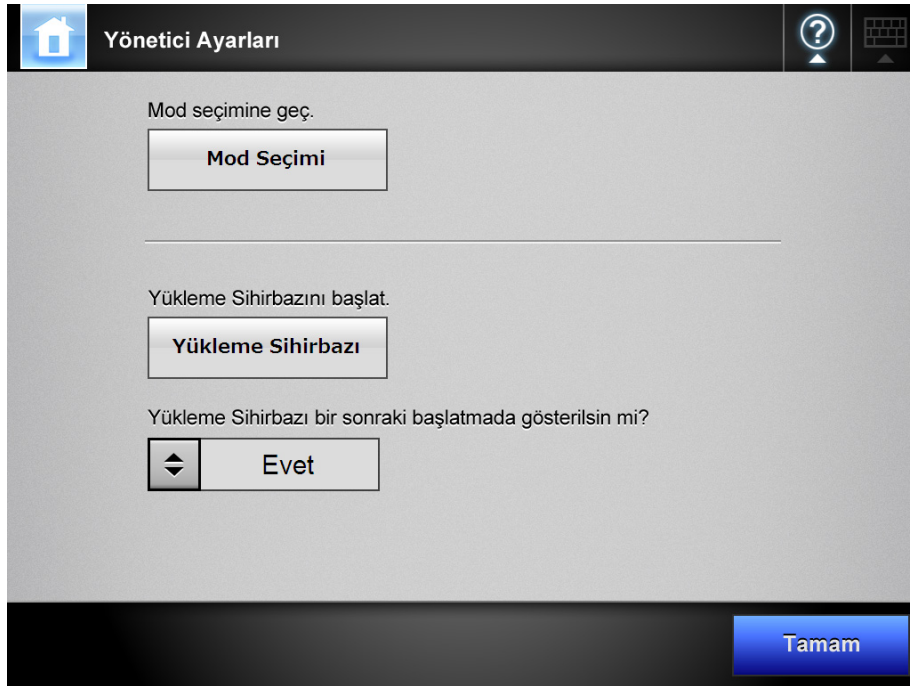 Yönetici Ayarları
?
Mod seçimine geç.
Mod Seçimi
Yükleme Sihirbazını başlat.
Yükleme Sihirbazı
Yükleme Sihirbazı bir sonraki başlatmada gösterilsin mi?
Evet
Tamam